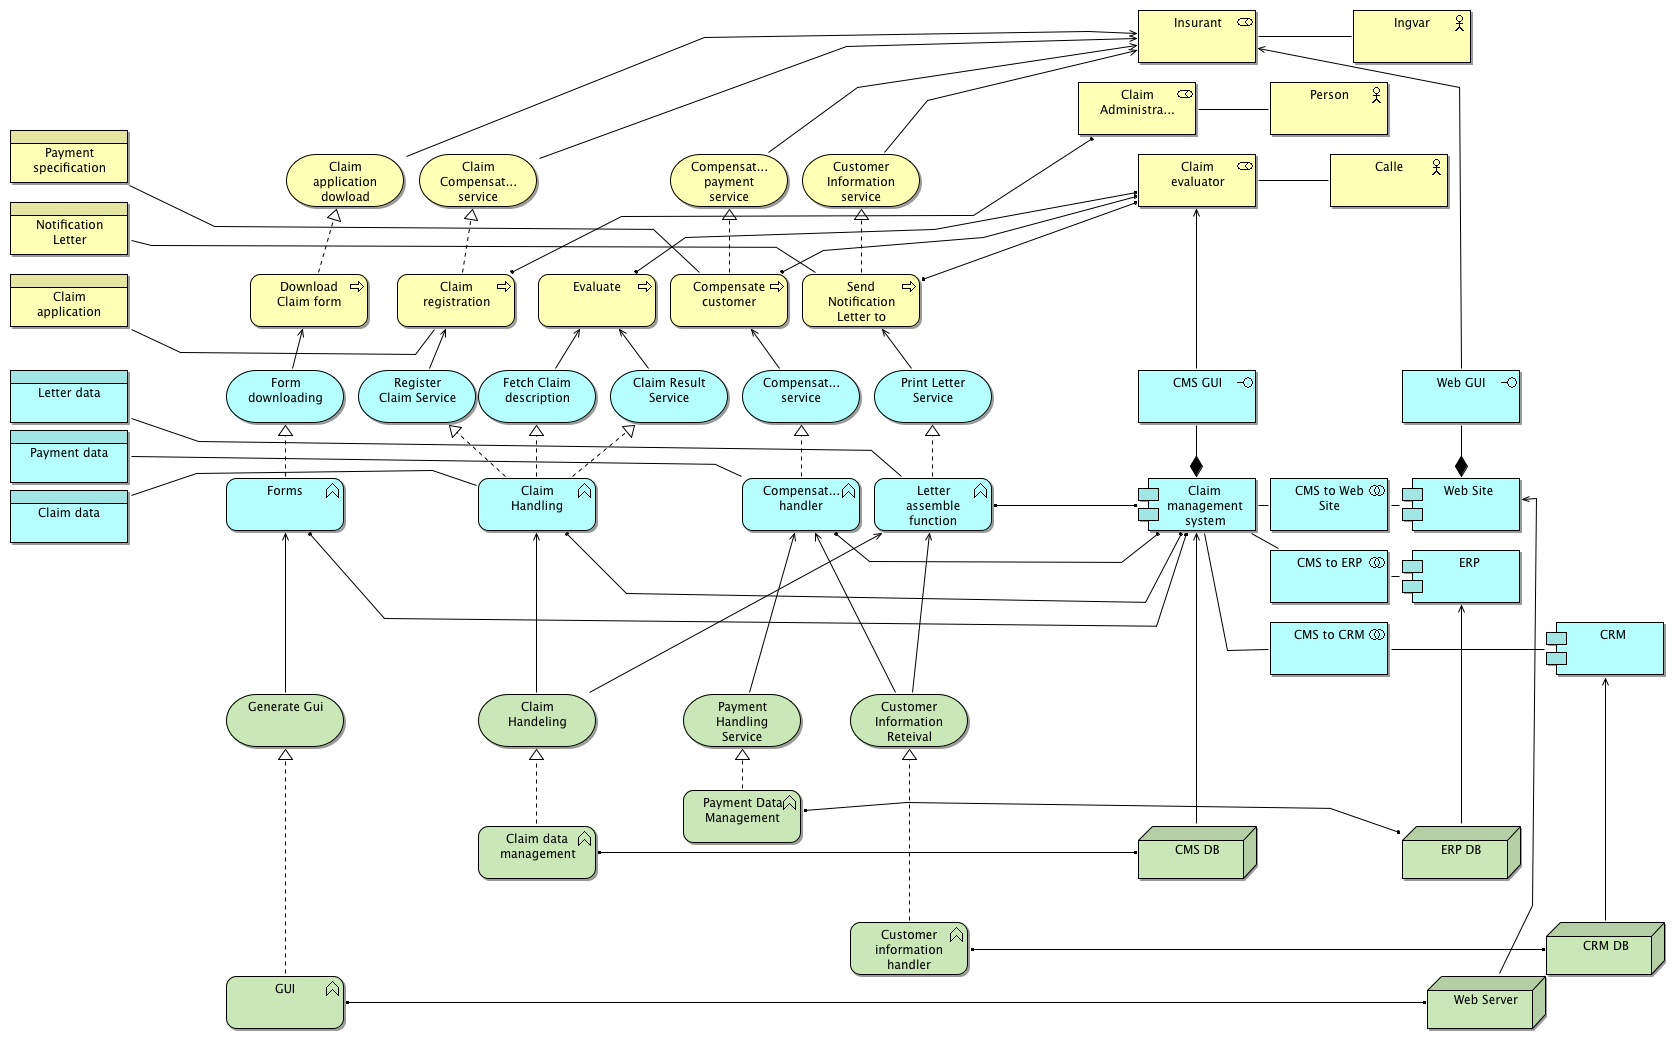 Insurant
Ingvar
Claim
Administra...
Person
Payment
specification
Claim
application
dowload
Claim
Compensat...
service
Compensat...
payment
service
Customer
Information
service
Claim
evaluator
Calle
Notification
Letter
Claim
application
Download
Claim form
Claim
registration
Evaluate
Compensate
customer
Send
Notification
Letter to
Letter data
Form
downloading
Register
Claim Service
Fetch Claim
description
Claim Result
Service
Compensat...
service
Print Letter
Service
CMS GUI
Web GUI
Payment data
Claim data
Forms
Claim
Handling
Compensat...
handler
Letter
assemble
function
Claim
management
system
CMS to Web
Site
Web Site
CMS to ERP
ERP
CMS to CRM
CRM
Generate Gui
Claim
Handeling
Payment
Handling
Service
Customer
Information
Reteival
Payment Data
Management
Claim data
management
CMS DB
ERP DB
Customer
information
handler
CRM DB
GUI
Web Server